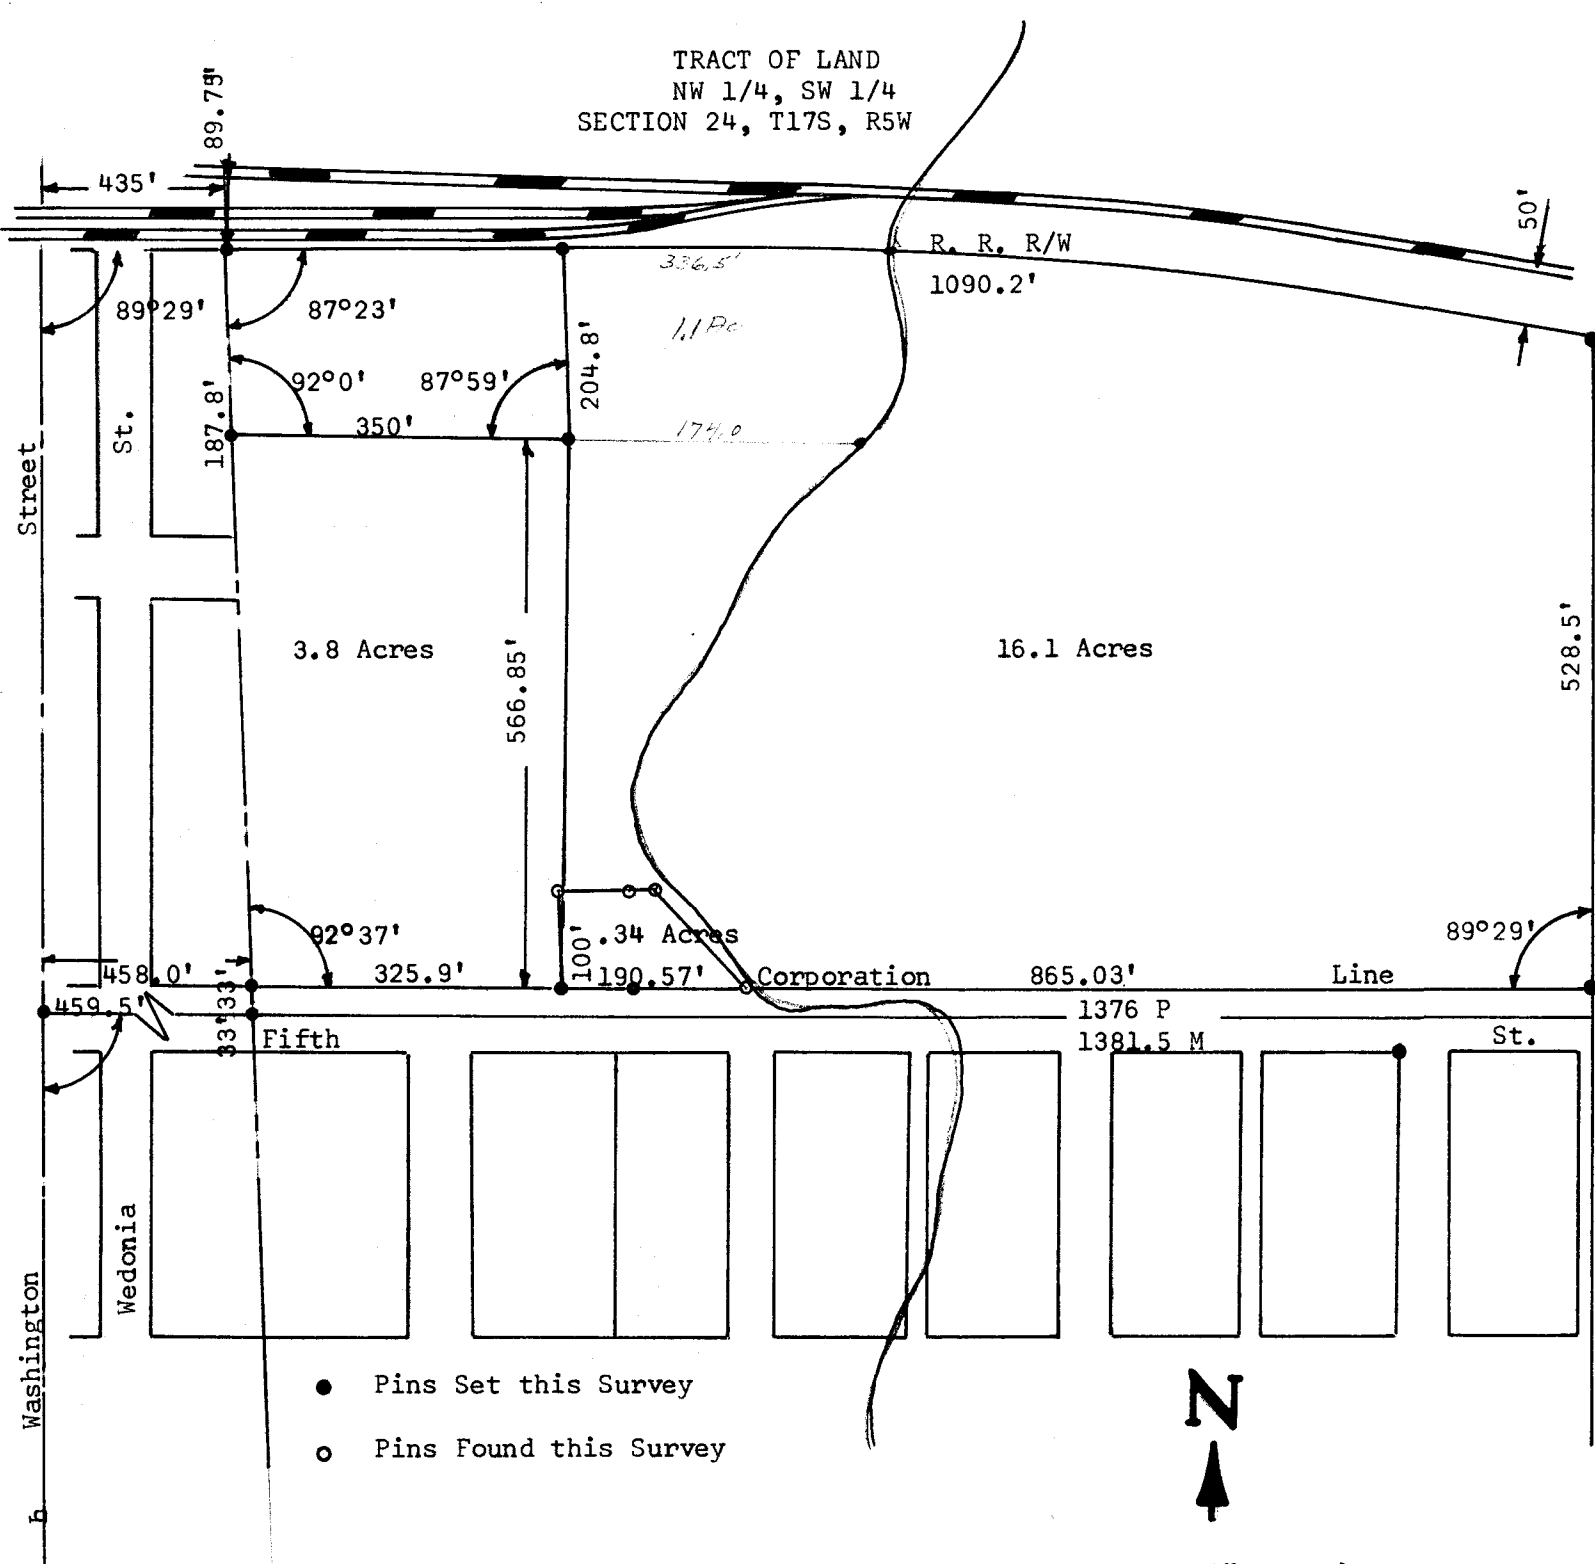 TRACT OF LAND
NW 1/4, SW 1/4
SECTION 24, T17S, R5W
435'
50'
R. R. R/W
336.5'
1090.2'
89°29'
87°23'
1.1 Ac
204.8'
92°0'
87°59'
187.8'
350'
174.0
St.
Street
3.8 Acres
16.1 Acres
566.85'
528.5'
92°37'
.34 Acres
89°29'
100'
458.0'
325.9'
190.57'
Corporation
865.03'
Line
33'
459.5'
1376 P
33'
Fifth
1381.5 M
St.
Wedonia
Washington
Pins Set this Survey
N
Pins Found this Survey